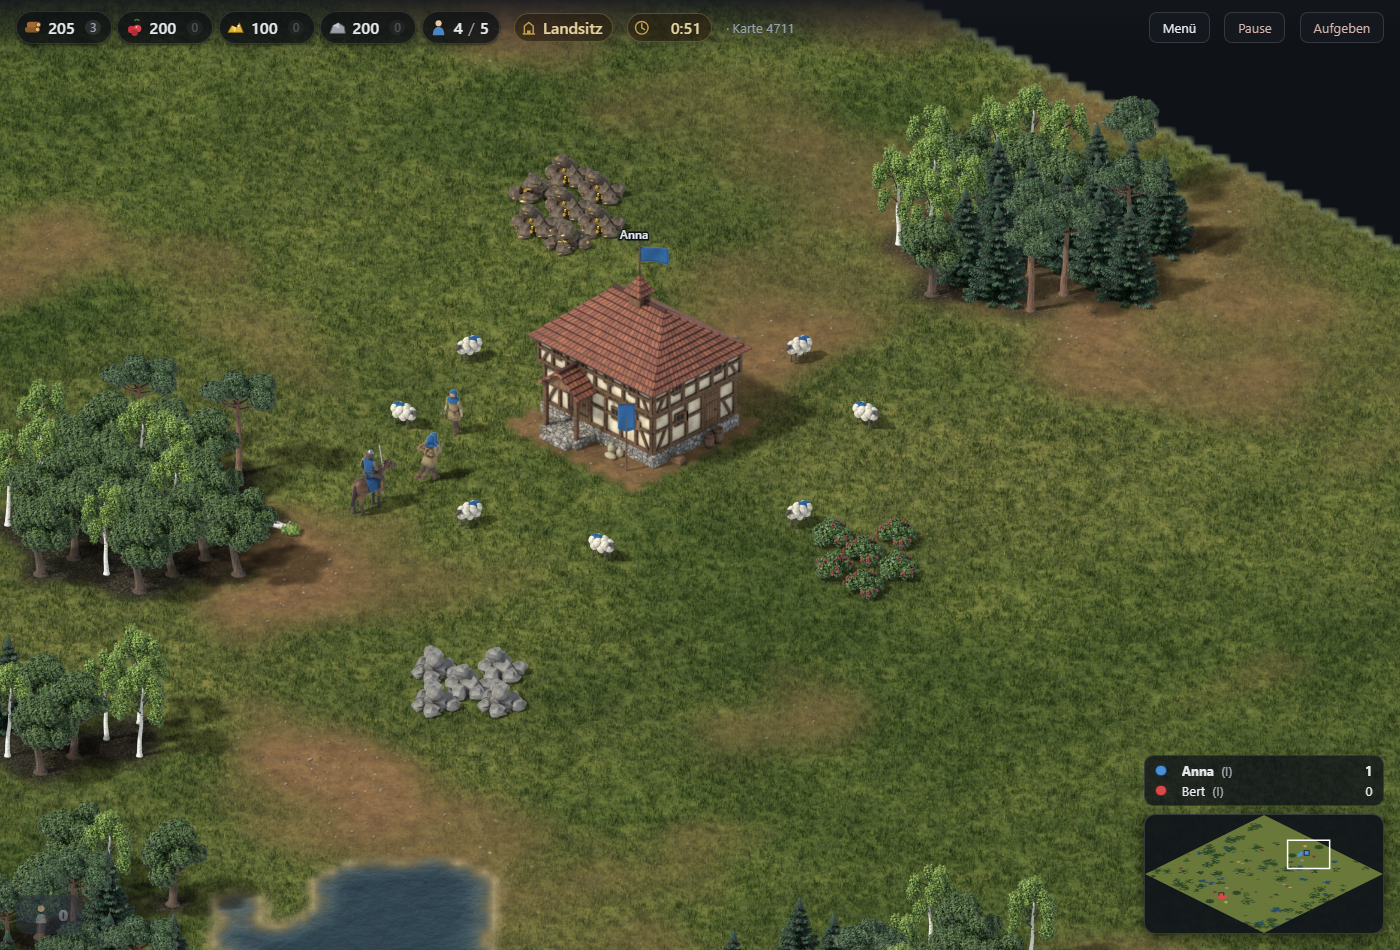 205 3 200 0 100 0 200 0 4 / 5 Landsitz 0:51 · Karte 4711 Menü Pause Aufgeben
Anna
Anna (I) 1
Bert (I) 0
0